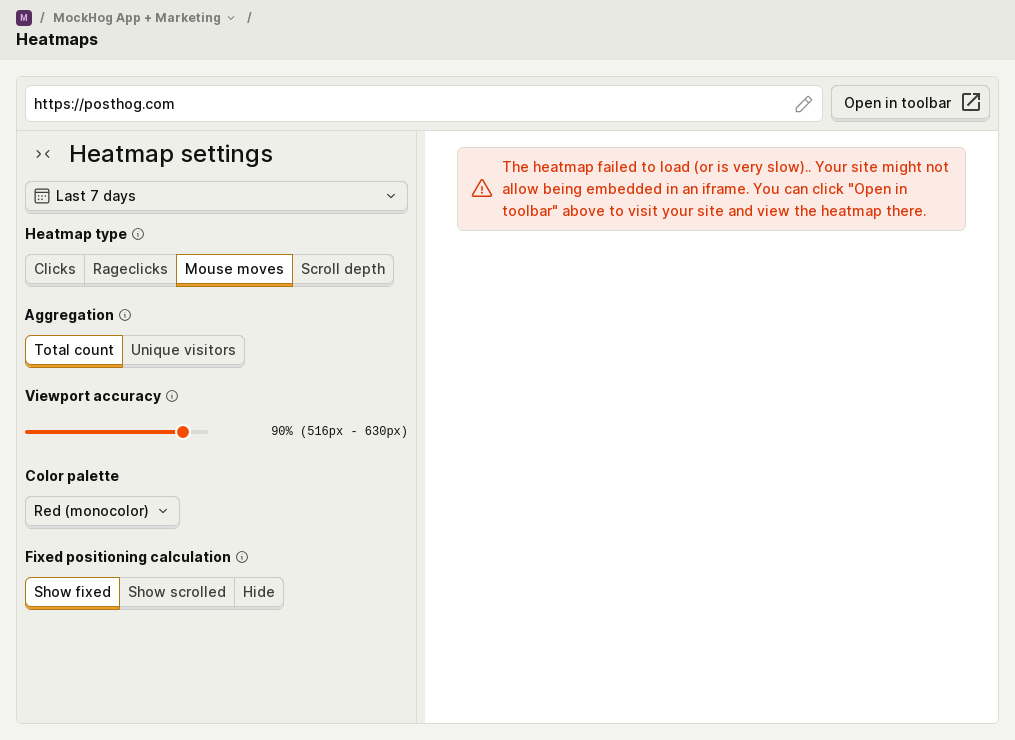 M / MockHog App + Marketing /
Heatmaps
https://posthog.com
Open in toolbar
Heatmap settings
Last 7 days
Heatmap type
Clicks Rageclicks Mouse moves Scroll depth
Aggregation
Total count Unique visitors
Viewport accuracy
90% (516px - 630px)
Color palette
Red (monocolor)
Fixed positioning calculation
Show fixed Show scrolled Hide
The heatmap failed to load (or is very slow).. Your site might not
allow being embedded in an iframe. You can click "Open in
toolbar" above to visit your site and view the heatmap there.